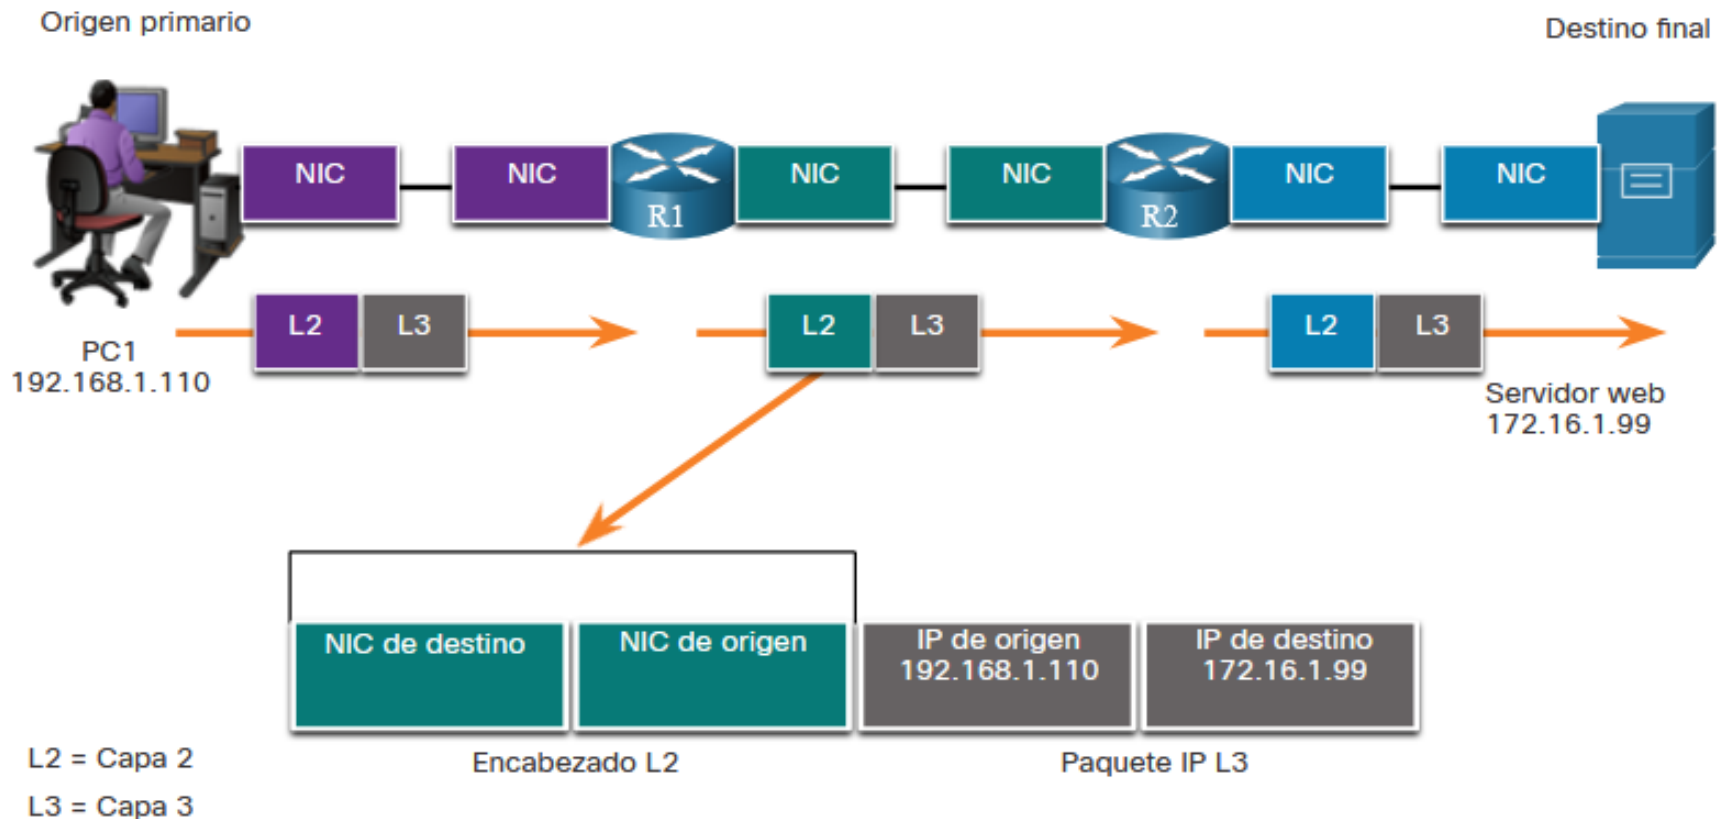 Origen primario
Destino final
NIC
NIC
R1
NIC
NIC
R2
NIC
NIC
L2
L3
L2
L3
L2
L3
PC1
192.168.1.110
Servidor web
172.16.1.99
NIC de destino
NIC de origen
IP de origen
192.168.1.110
IP de destino
172.16.1.99
Encabezado L2
Paquete IP L3
L2 = Capa 2
L3 = Capa 3